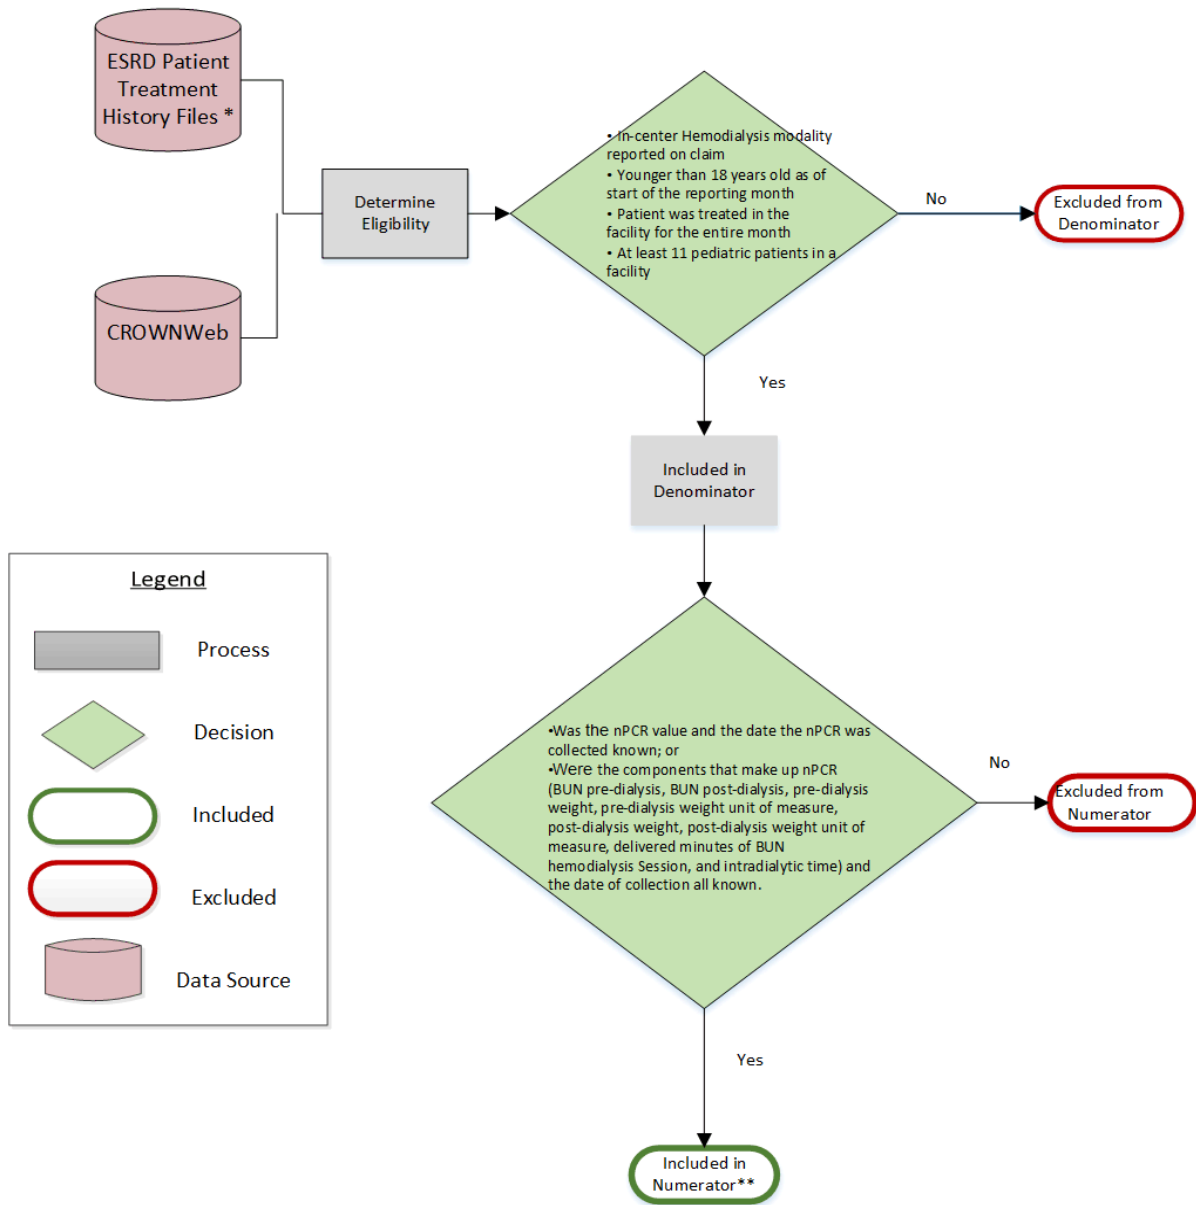 ESRD Patient
Treatment
History Files *
CROWNWeb
Determine
Eligibility
• In-center Hemodialysis modality
reported on claim
• Younger than 18 years old as of
start of the reporting month
• Patient was treated in the
facility for the entire month
• At least 11 pediatric patients in a
facility
No
Excluded from
Denominator
Yes
Included in
Denominator
•Was the nPCR value and the date the nPCR was
collected known; or
•Were the components that make up nPCR
(BUN pre-dialysis, BUN post-dialysis, pre-dialysis
weight, pre-dialysis weight unit of measure,
post-dialysis weight, post-dialysis weight unit of
measure, delivered minutes of BUN
hemodialysis Session, and intradialytic time) and
the date of collection all known.
No
Excluded from
Numerator
Yes
Included in
Numerator**
Legend
Process
Decision
Included
Excluded
Data Source